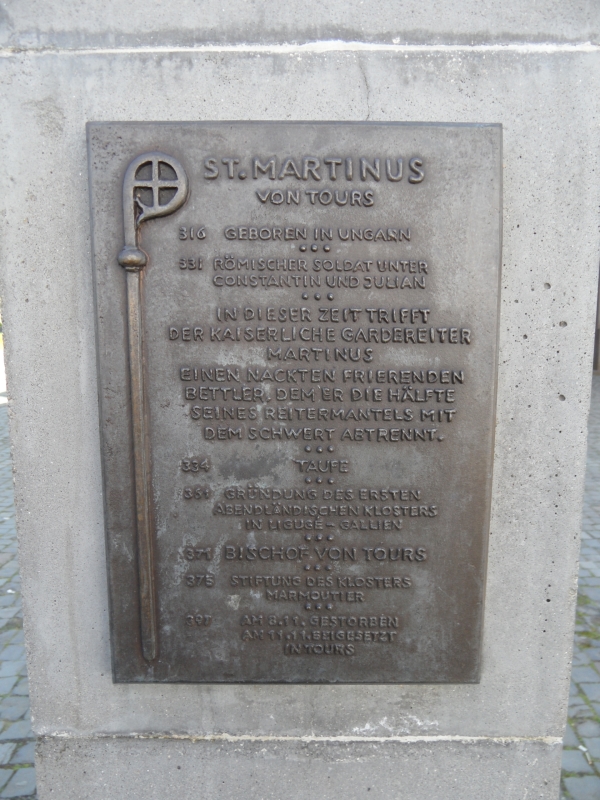 ST. MARTINUS
VON TOURS
316 GEBOREN IN UNGARN
331 RÖMISCHER SOLDAT UNTER
CONSTANTIN UND JULIAN
IN DIESER ZEIT TRIFFT
DER KAISERLICHE GARDEREITER
MARTINUS
EINEN NACKTEN FRIERENDEN
BETTLER, DEM ER DIE HÄLFTE
SEINES REITERMANTELS MIT
DEM SCHWERT ABTRENNT.
334 TAUFE
361 GRÜNDUNG DES ERSTEN
ABENDLÄNDISCHEN KLOSTERS
IN LIGUGÉ - GALLIEN
371 BISCHOF VON TOURS
375 STIFTUNG DES KLOSTERS
MARMOUTIER
397 AM 8.11. GESTORBEN
AM 11.11. BEIGESETZT
IN TOURS